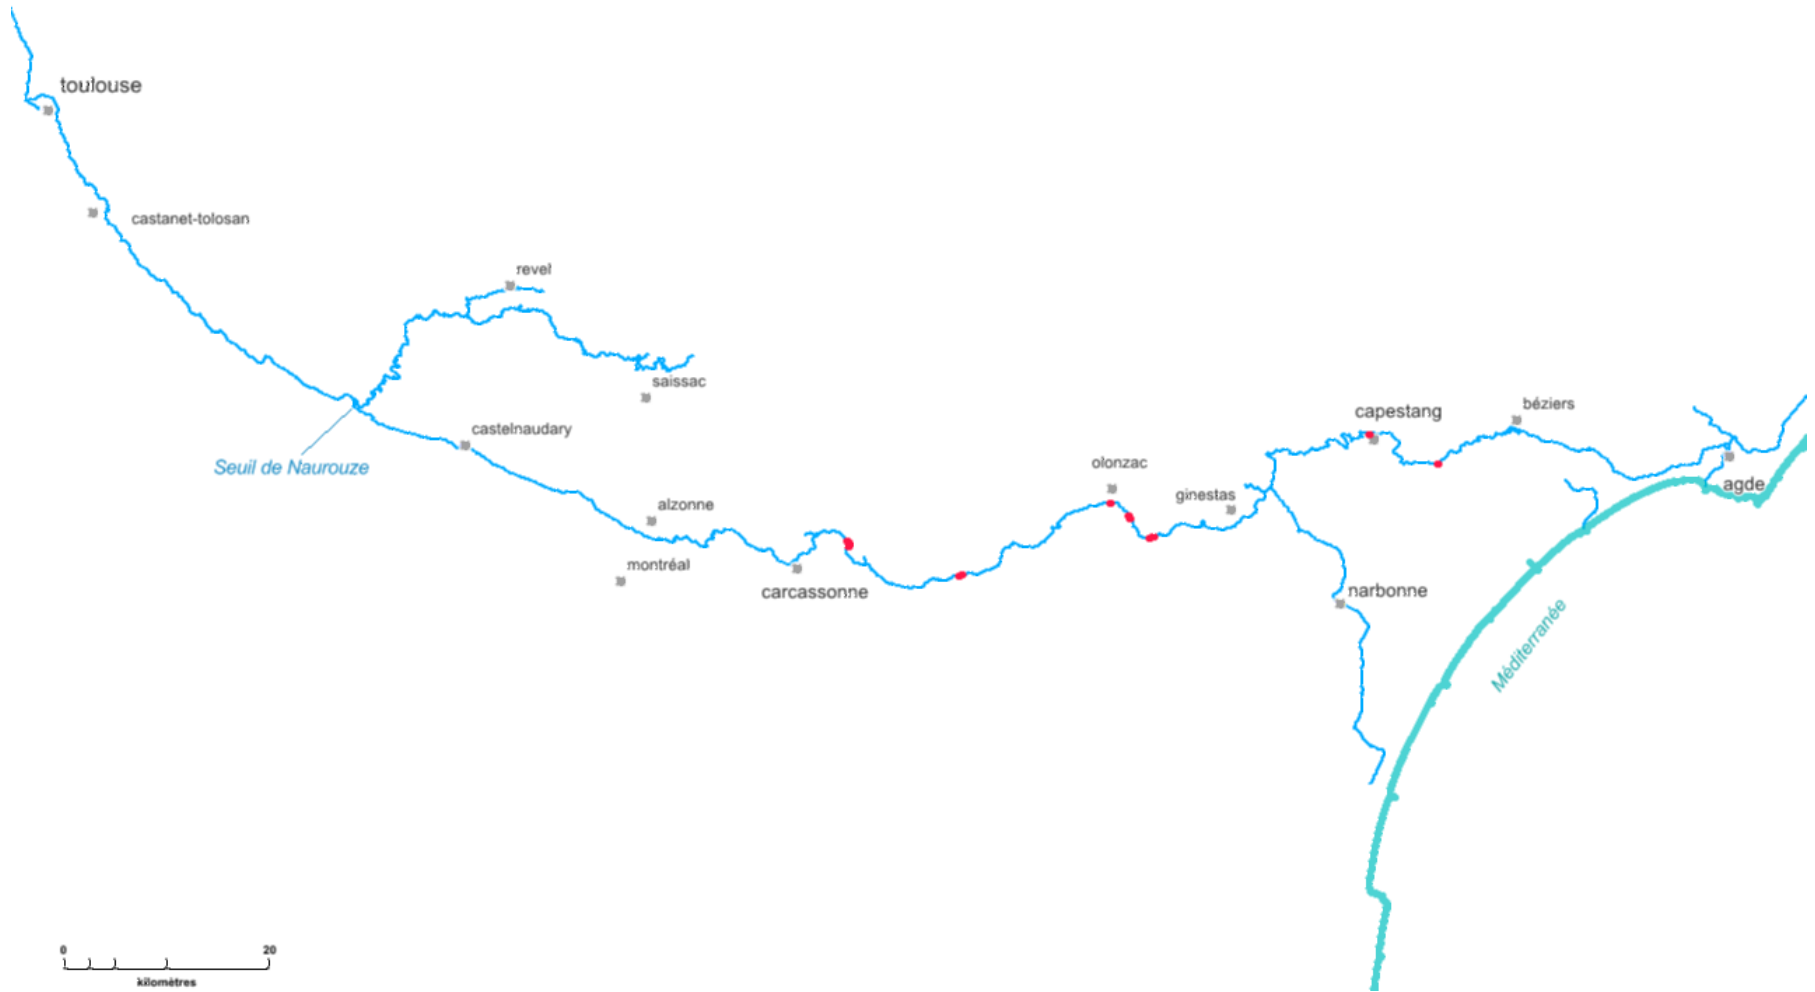 toulouse
castanet-tolosan
revel
saissac
castelnaudary
Seuil de Naurouze
capestang
béziers
olonzac
ginestas
agde
alzonne
montréal
carcassonne
narbonne
Méditerranée
0 20
kilomètres